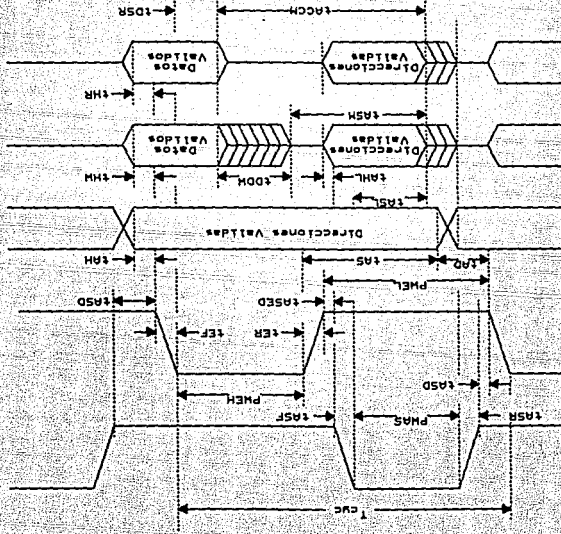 Tcyc
tASR
PWAS
tASF
PWEH
tASD
tER
tEF
tASED
tASD
PWEL
tAD
tAS
tAH
Direcciones Validas
tASL
tAHL
tDDW
tHW
Direcciones
Validas
Datos
Validos
tASM
tHR
Direcciones
Validas
Datos
Validos
tACCM
tDSR